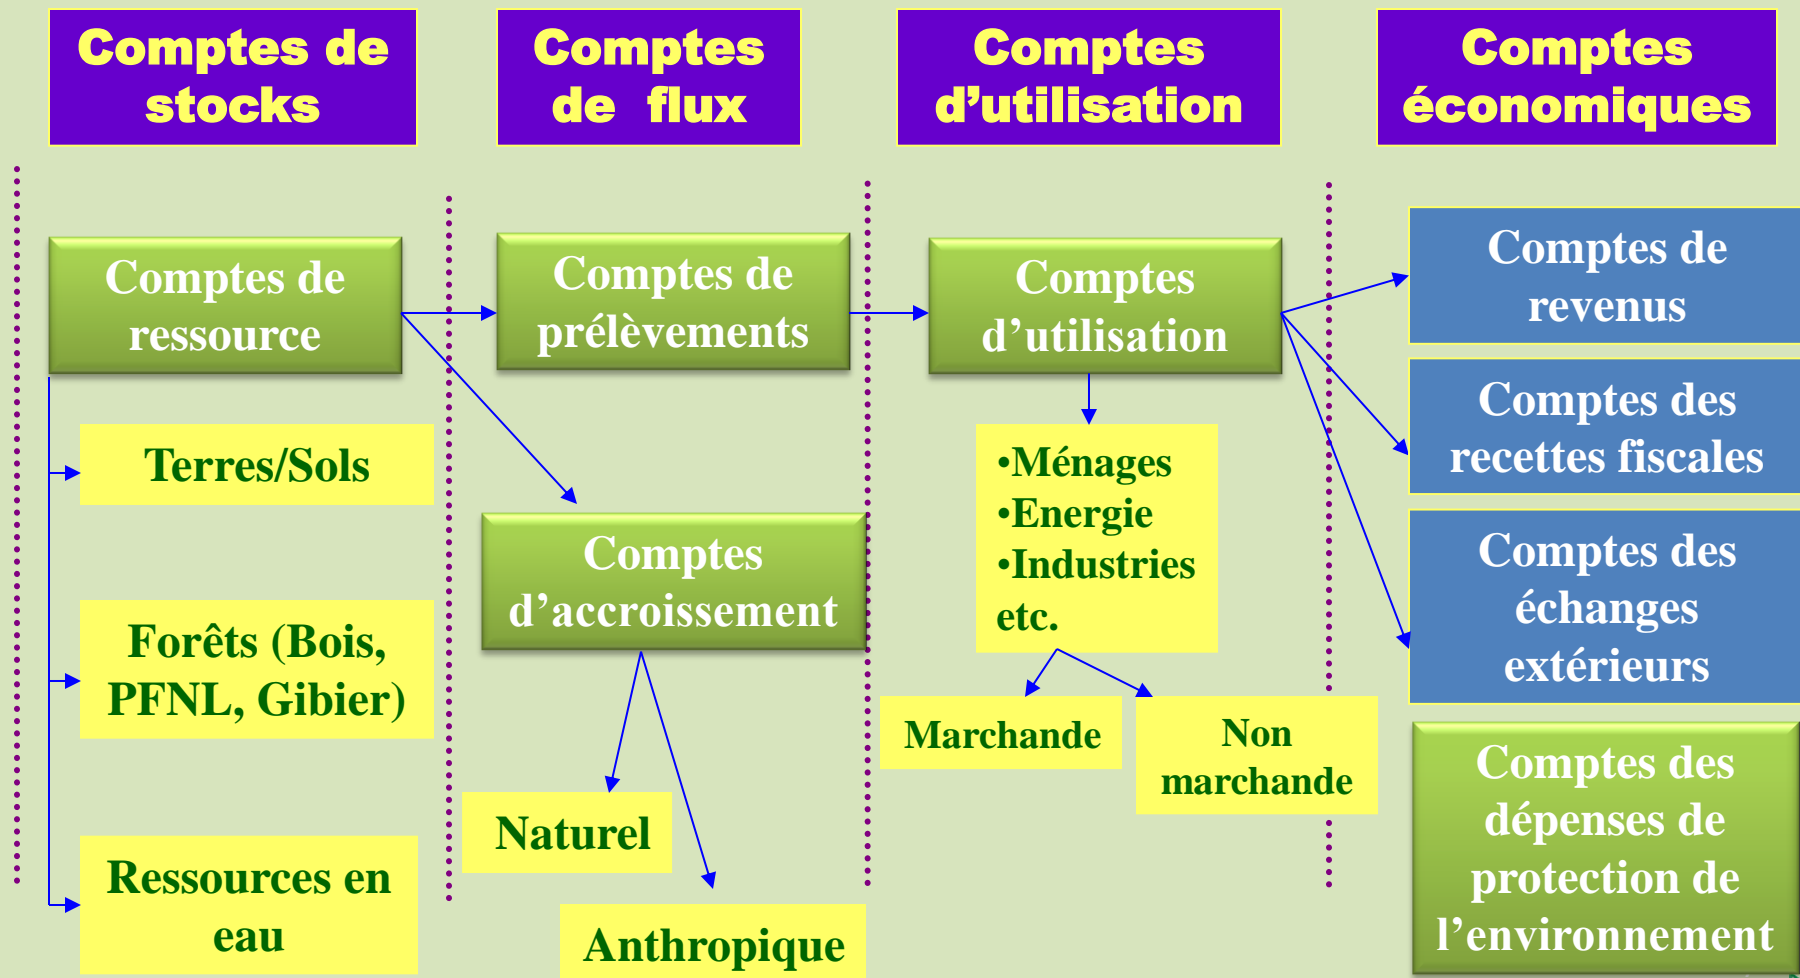 Comptes de
stocks
Comptes
de flux
Comptes
d’utilisation
Comptes
économiques
Comptes de
ressource
Terres/Sols
Forêts (Bois,
PFNL, Gibier)
Ressources en
eau
Comptes de
prélèvements
Comptes
d’accroissement
Naturel
Anthropique
Comptes
d’utilisation
•Ménages
•Energie
•Industries
etc.
Marchande
Non
marchande
Comptes de
revenus
Comptes des
recettes fiscales
Comptes des
échanges
extérieurs
Comptes des
dépenses de
protection de
l’environnement